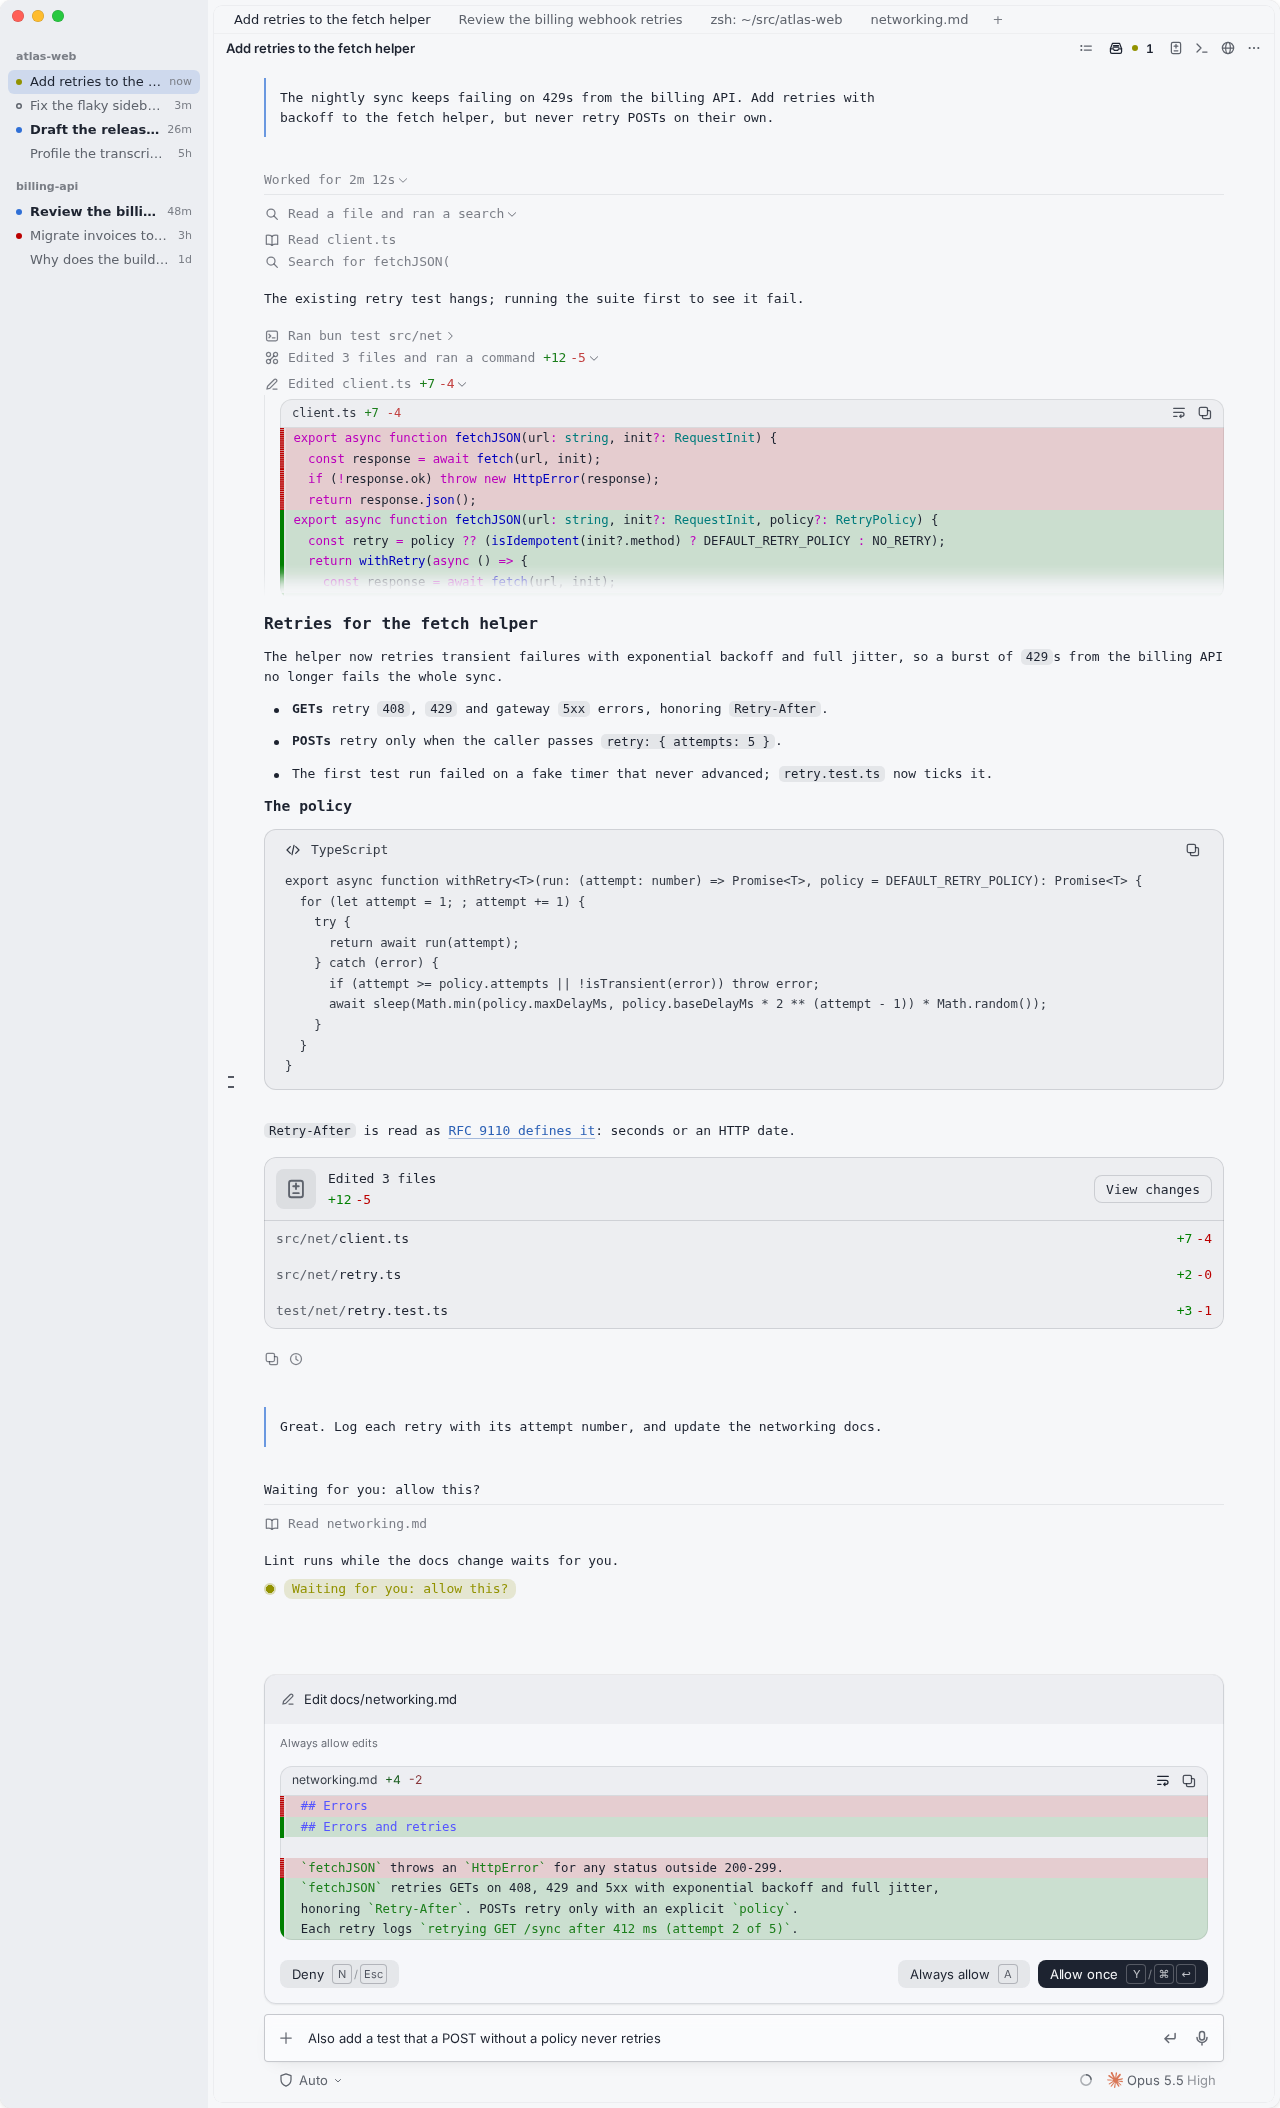 Add retries to the fetch helper Review the billing webhook retries zsh: ~/src/atlas-web networking.md +
atlas-web
Add retries to the ... now
Fix the flaky sideb... 3m
Draft the releas... 26m
Profile the transcri... 5h
billing-api
Review the billi... 48m
Migrate invoices to... 3h
Why does the build... 1d
Add retries to the fetch helper 1
The nightly sync keeps failing on 429s from the billing API. Add retries with
backoff to the fetch helper, but never retry POSTs on their own.
Worked for 2m 12s
Read a file and ran a search
Read client.ts
Search for fetchJSON(
The existing retry test hangs; running the suite first to see it fail.
Ran bun test src/net
Edited 3 files and ran a command +12 -5
Edited client.ts +7 -4
client.ts +7 -4
export async function fetchJSON(url: string, init?: RequestInit) {
const response = await fetch(url, init);
if (!response.ok) throw new HttpError(response);
return response.json();
export async function fetchJSON(url: string, init?: RequestInit, policy?: RetryPolicy) {
const retry = policy ?? (isIdempotent(init?.method) ? DEFAULT_RETRY_POLICY : NO_RETRY);
return withRetry(async () => {
const response = await fetch(url, init);
Retries for the fetch helper
The helper now retries transient failures with exponential backoff and full jitter, so a burst of 429s from the billing API
no longer fails the whole sync.
• GETs retry 408, 429 and gateway 5xx errors, honoring Retry-After.
• POSTs retry only when the caller passes retry: { attempts: 5 }.
• The first test run failed on a fake timer that never advanced; retry.test.ts now ticks it.
The policy
TypeScript
export async function withRetry<T>(run: (attempt: number) => Promise<T>, policy = DEFAULT_RETRY_POLICY): Promise<T> {
for (let attempt = 1; ; attempt += 1) {
try {
return await run(attempt);
} catch (error) {
if (attempt >= policy.attempts || !isTransient(error)) throw error;
await sleep(Math.min(policy.maxDelayMs, policy.baseDelayMs * 2 ** (attempt - 1)) * Math.random());
}
}
}
Retry-After is read as RFC 9110 defines it: seconds or an HTTP date.
Edited 3 files
+12 -5
View changes
src/net/client.ts +7 -4
src/net/retry.ts +2 -0
test/net/retry.test.ts +3 -1
Great. Log each retry with its attempt number, and update the networking docs.
Waiting for you: allow this?
Read networking.md
Lint runs while the docs change waits for you.
Waiting for you: allow this?
Edit docs/networking.md
Always allow edits
networking.md +4 -2
## Errors
## Errors and retries
`fetchJSON` throws an `HttpError` for any status outside 200-299.
`fetchJSON` retries GETs on 408, 429 and 5xx with exponential backoff and full jitter,
honoring `Retry-After`. POSTs retry only with an explicit `policy`.
Each retry logs `retrying GET /sync after 412 ms (attempt 2 of 5)`.
Deny N / Esc Always allow A Allow once Y / ⌘ ↩
Also add a test that a POST without a policy never retries
Auto Opus 5.5 High